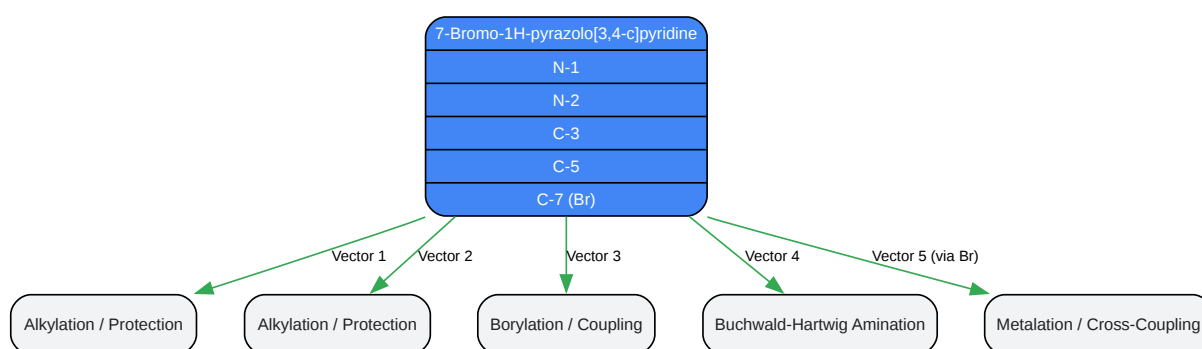 7-Bromo-1H-pyrazolo[3,4-c]pyridine
N-1
N-2
C-3
C-5
C-7 (Br)
Vector 1
Vector 2
Vector 3
Vector 4
Vector 5 (via Br)
Alkylation / Protection
Alkylation / Protection
Borylation / Coupling
Buchwald-Hartwig Amination
Metalation / Cross-Coupling